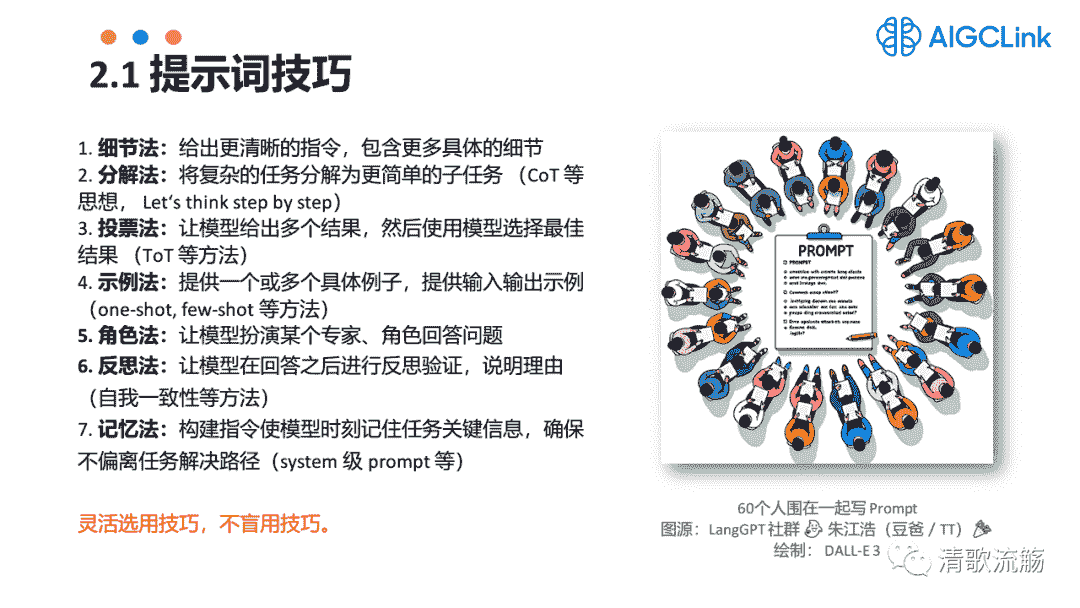 AIGCLink
2.1 提示词技巧
1. 细节法：给出更清晰的指令，包含更多具体的细节
2. 分解法：将复杂的任务分解为更简单的子任务 （CoT 等
思想， Let's think step by step）
3. 投票法：让模型给出多个结果，然后使用模型选择最佳
结果 （ToT 等方法）
4. 示例法：提供一个或多个具体例子，提供输入输出示例
（one-shot, few-shot 等方法）
5. 角色法：让模型扮演某个专家、角色回答问题
6. 反思法：让模型在回答之后进行反思验证，说明理由
（自我一致性等方法）
7. 记忆法：构建指令使模型时刻记住任务关键信息，确保
不偏离任务解决路径（system 级 prompt 等）
灵活选用技巧，不盲用技巧。
PROMPT
PROMPT
60个人围在一起写 Prompt
图源：LangGPT 社群 朱江浩（豆爸 / TT）
绘制： DALL-E 3
清歌流觞